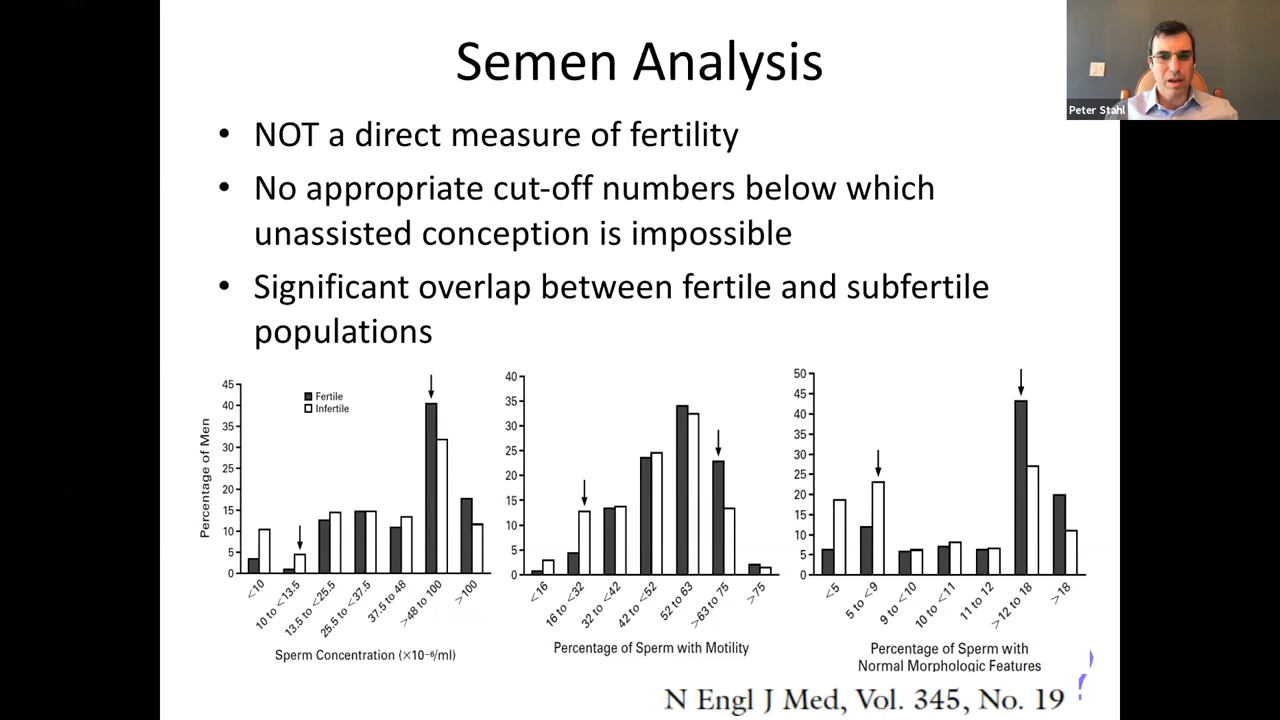 Semen Analysis
Peter Stahl
• NOT a direct measure of fertility
• No appropriate cut-off numbers below which
unassisted conception is impossible
• Significant overlap between fertile and subfertile
populations
Percentage of Men
45
40
35
30
25
20
15
10
5
0
Fertile
Infertile
<10
10 to <13.5
13.5 to <25.5
25.5 to <37.5
37.5 to 48
>48 to 100
>100
Sperm Concentration (×10⁻⁶/ml)
40
35
30
25
20
15
10
5
0
<16
16 to <32
32 to <42
42 to <52
52 to 63
>63 to 75
>75
Percentage of Sperm with Motility
50
45
40
35
30
25
20
15
10
5
0
<5
5 to <9
9 to <10
10 to <11
11 to 12
>12 to 18
>18
Percentage of Sperm with
Normal Morphologic Features
N Engl J Med, Vol. 345, No. 19
?